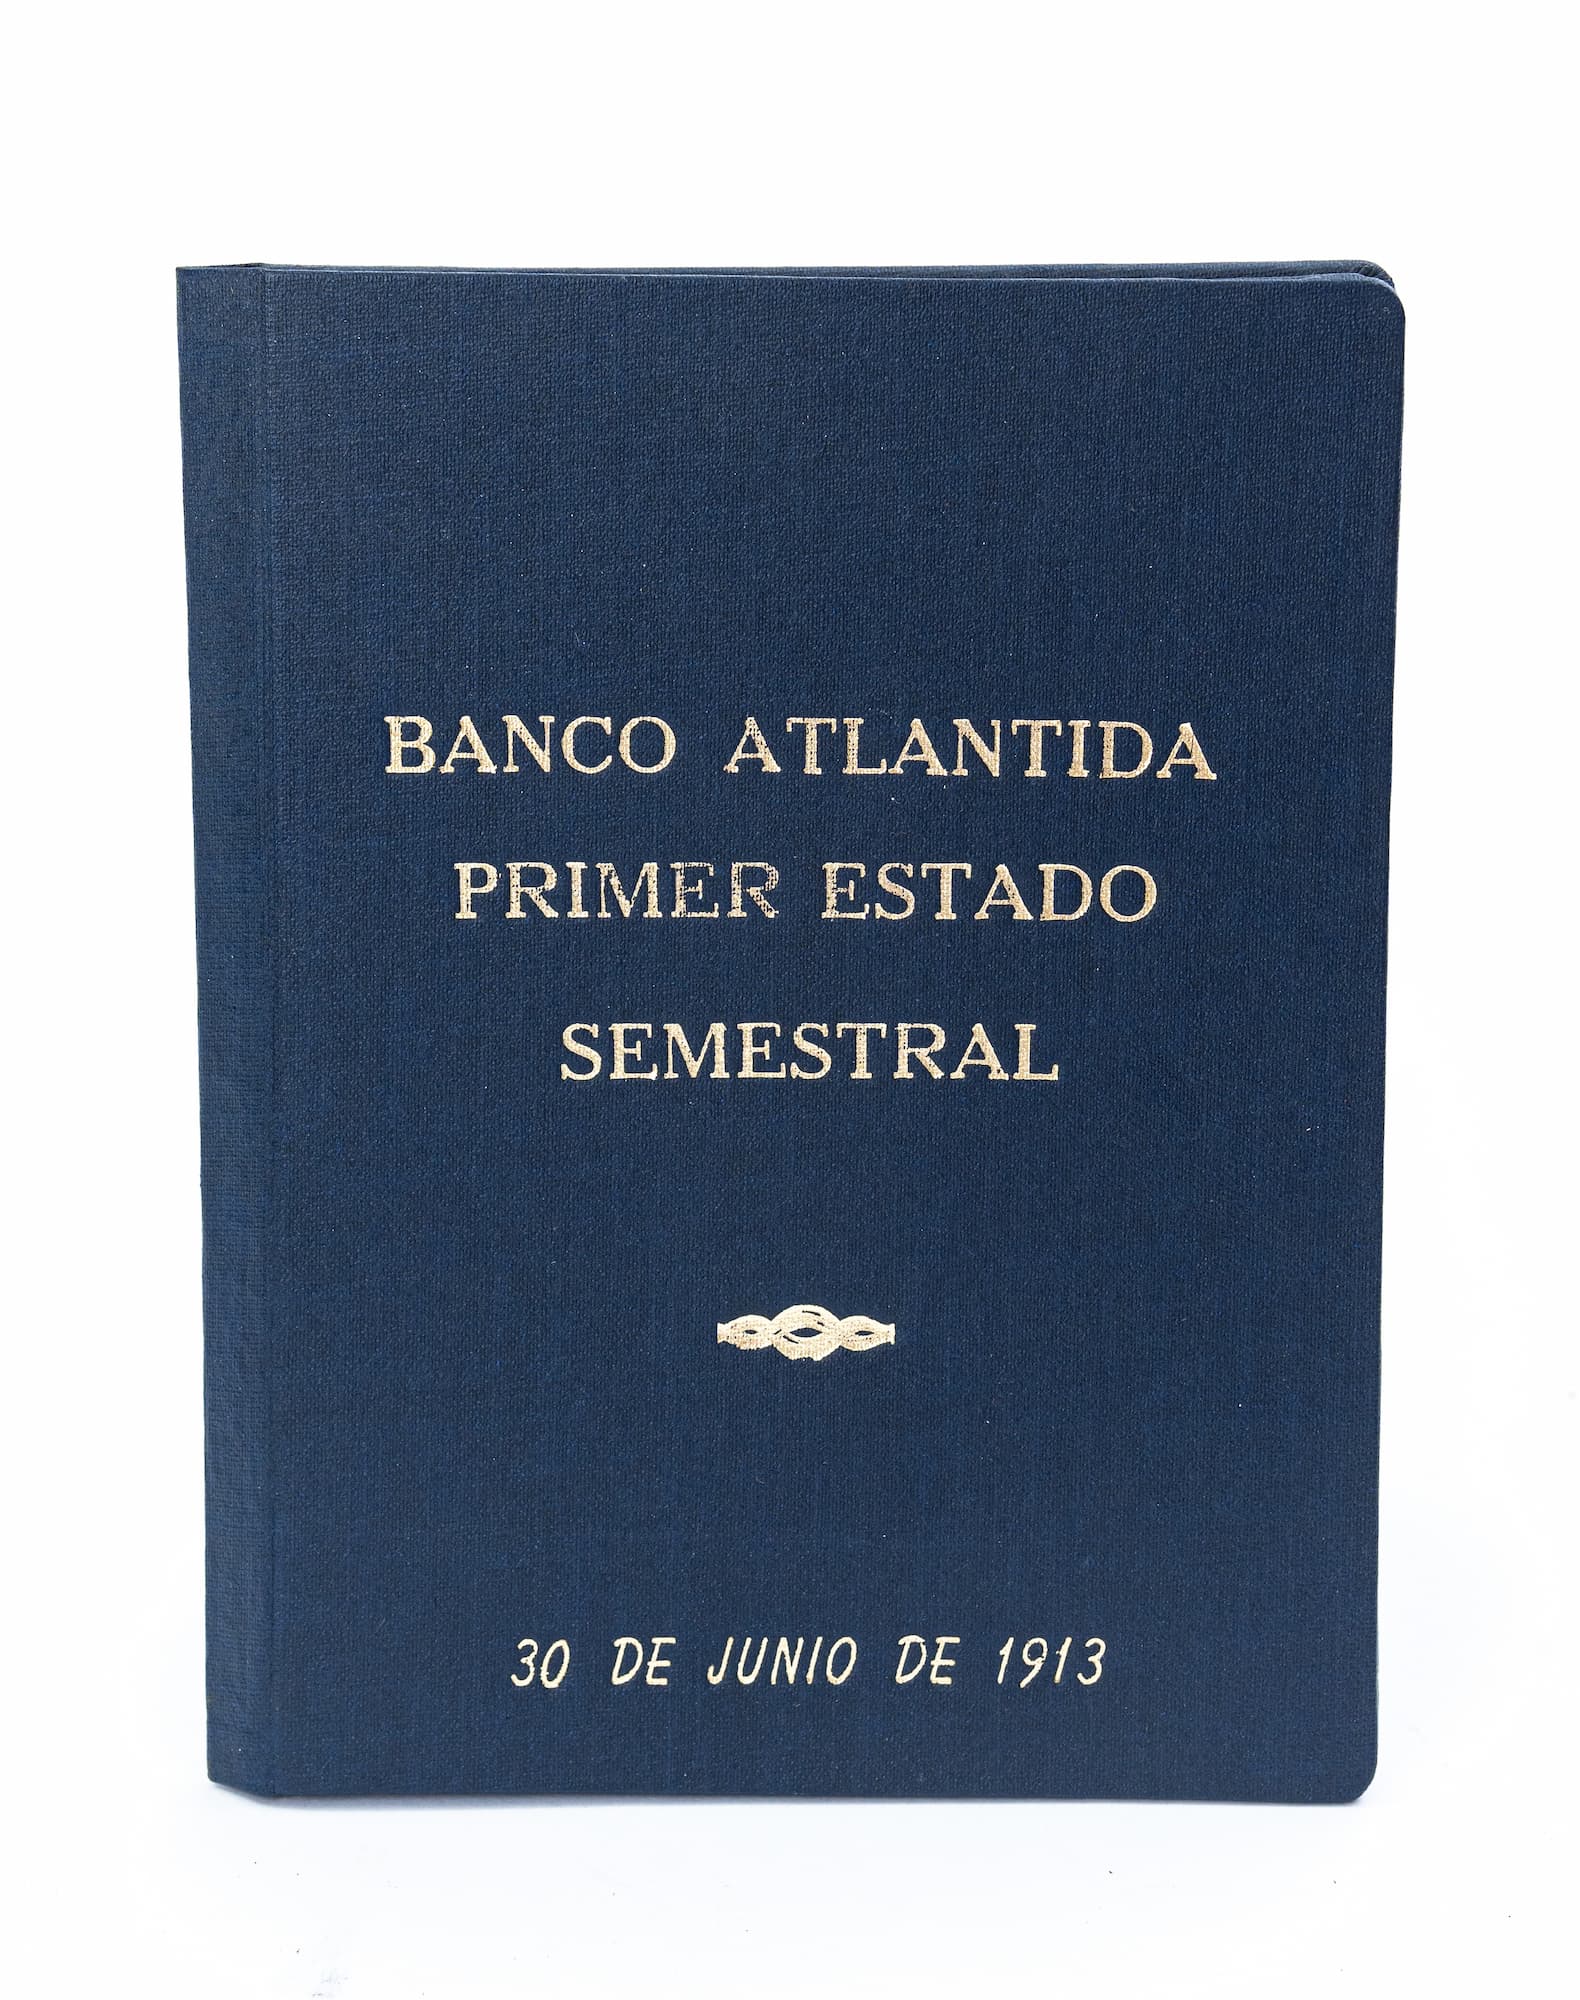 BANCO ATLANTIDA
PRIMER ESTADO
SEMESTRAL
30 DE JUNIO DE 1913